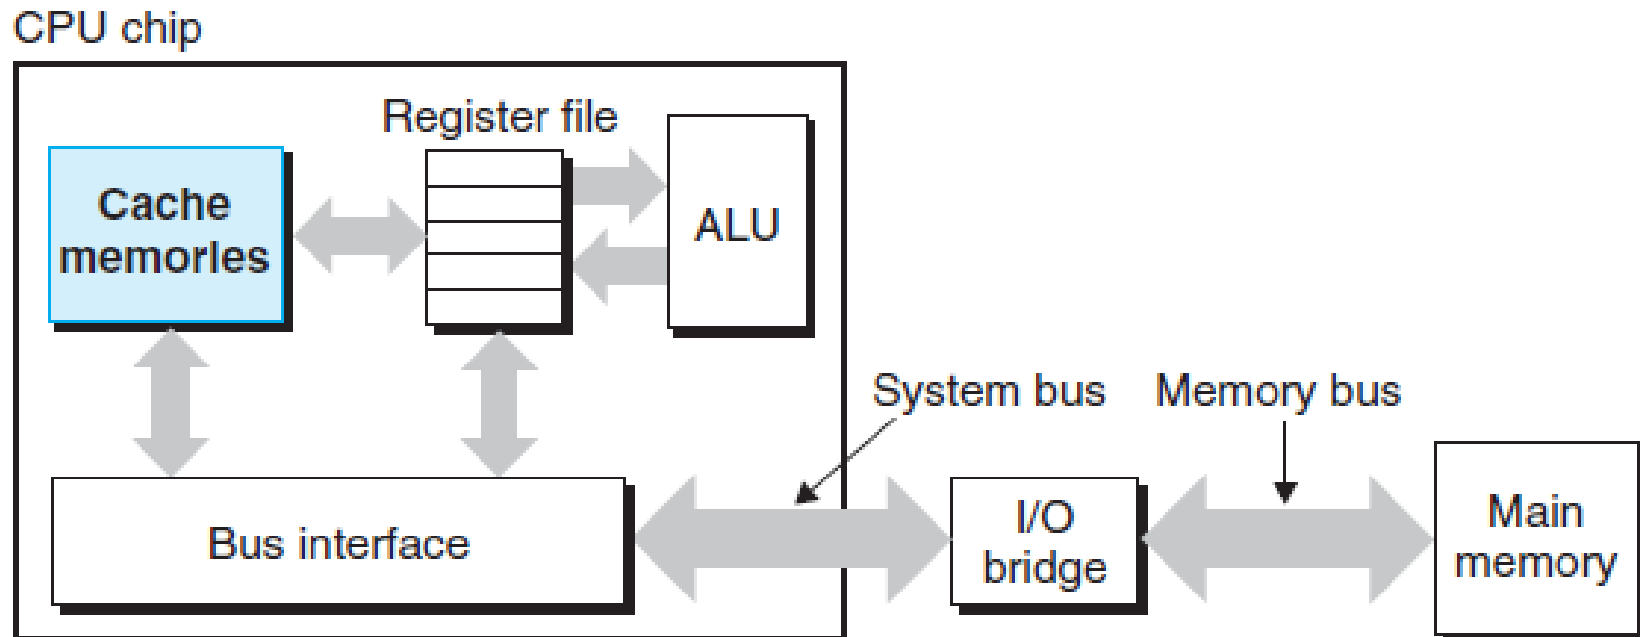 CPU chip
Register file
Cache
memorles
ALU
System bus
Memory bus
Bus interface
I/O
bridge
Main
memory